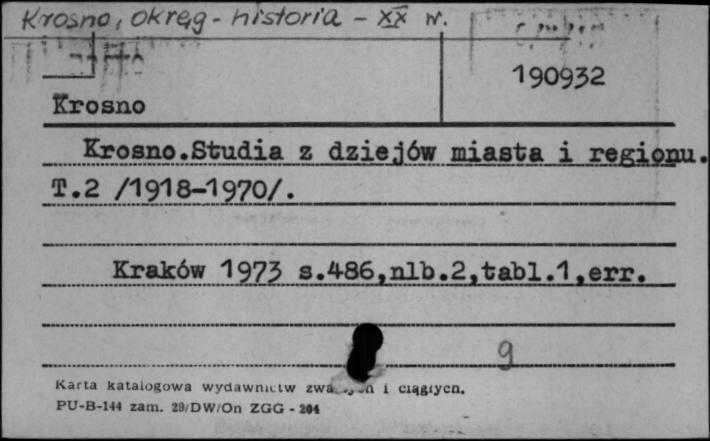 Krosno, okręg - historia - XX w.
190932
Krosno
Krosno.Studia z dziejów miasta i regionu.
T.2 /1918-1970/.
Kraków 1973 s.486,nlb.2,tabl.1,err.
9
Karta katalogowa wydawnictw i ciągłych.
PU-B-144 zam. 29/DW/On ZGG - 204